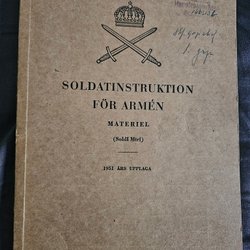 SOLDATINSTRUKTION
FÖR ARMÉN
MATERIEL
(SoldI Mtrl)
1951 ÅRS UPPLAGA